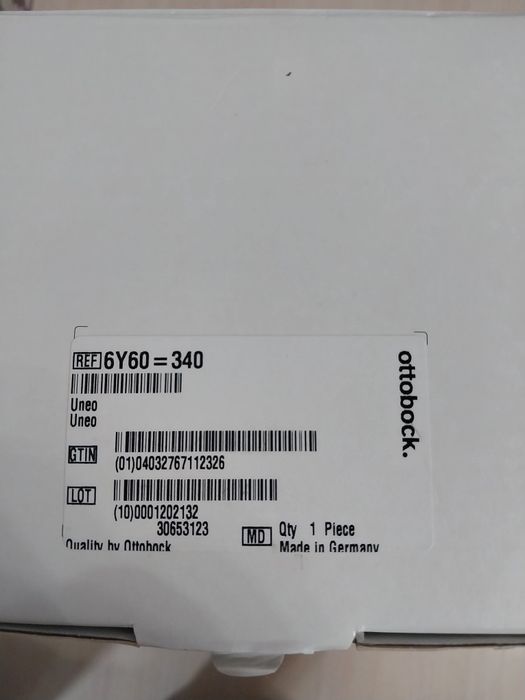 REF 6Y60=340
Uneo
Uneo
ottobock.
GTIN
(01)04032767112326
LOT
(10)0001202132
30653123
MD Qty 1 Piece
Quality by Ottobock
Made in Germany